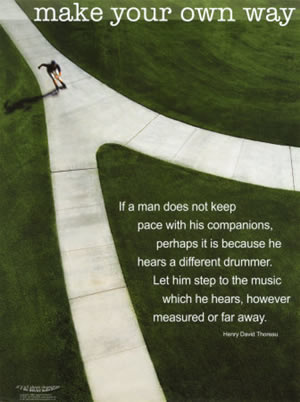 make your own way
If a man does not keep
pace with his companions,
perhaps it is because he
hears a different drummer.
Let him step to the music
which he hears, however
measured or far away.
Henry David Thoreau